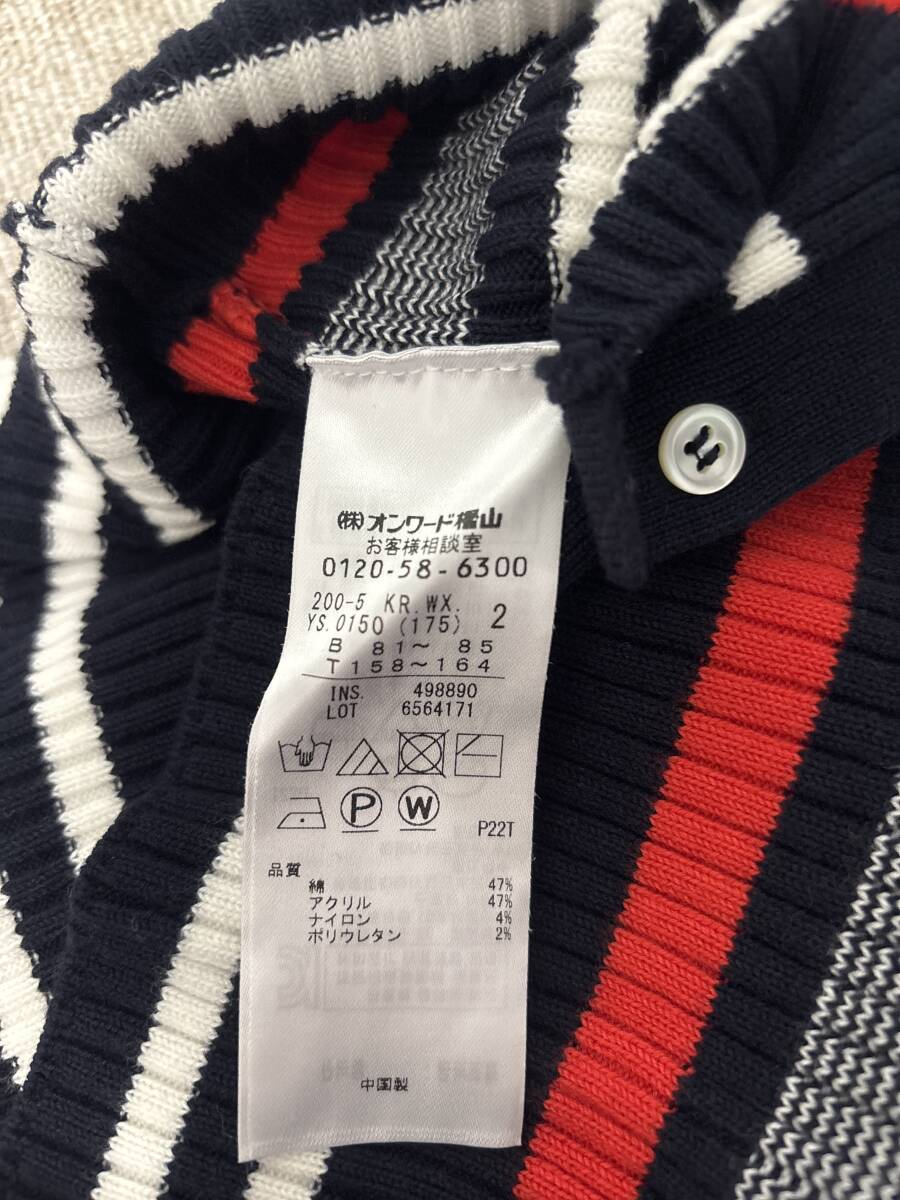 (株)オンワード樫山
お客様相談室
0120-58-6300
200-5 KR.WX.
YS.0150 (175) 2
B 81～ 85
T 158～164
INS. 498890
LOT 6564171
P W
P22T
品質
綿 47%
アクリル 47%
ナイロン 4%
ポリウレタン 2%
中国製